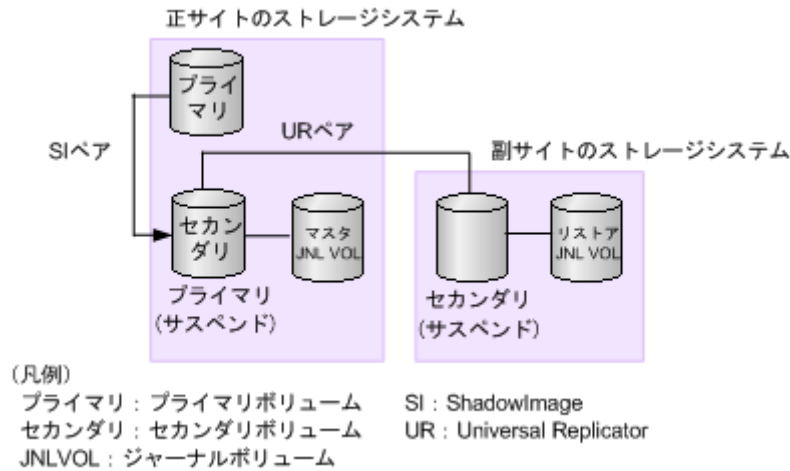 正サイトのストレージシステム
プライ
マリ
SIペア
URペア
副サイトのストレージシステム
セカン
ダリ
マスタ
JNL VOL
リストア
JNL VOL
プライマリ
(サスペンド)
セカンダリ
(サスペンド)
(凡例)
プライマリ：プライマリボリューム
SI：ShadowImage
セカンダリ：セカンダリボリューム
UR：Universal Replicator
JNLVOL：ジャーナルボリューム